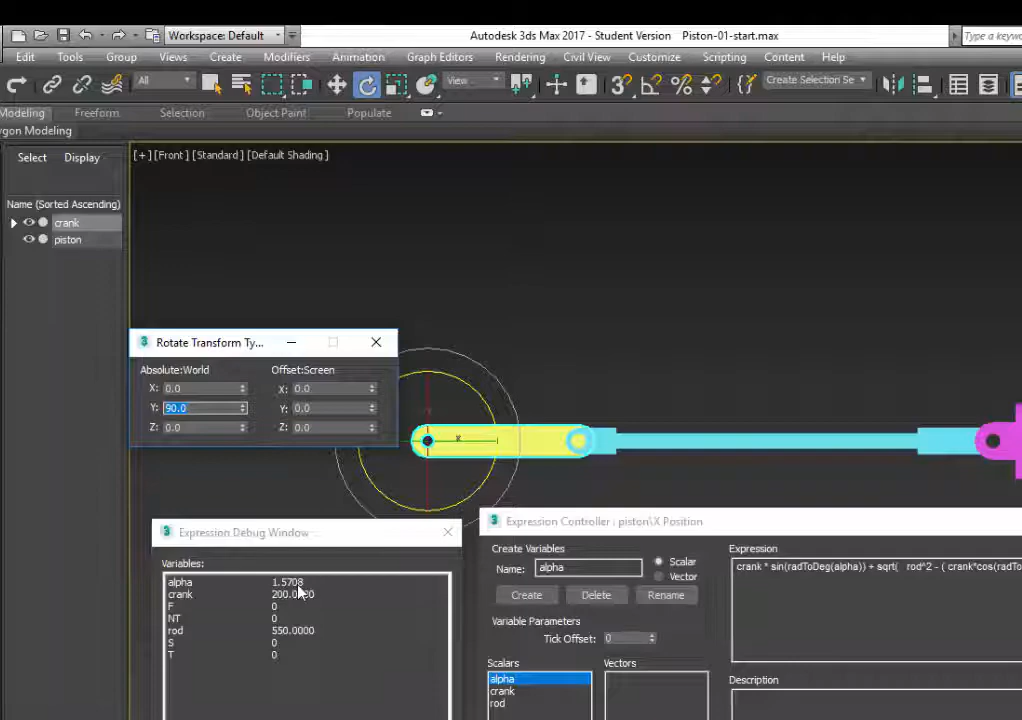 Workspace: Default
Autodesk 3ds Max 2017 - Student Version Piston-01-start.max
Type a keywo
Edit Tools Group Views Create Modifiers Animation Graph Editors Rendering Civil View Customize Scripting Content Help
All
View
3
Create Selection Se
Modeling Freeform Selection Object Paint Populate
ygon Modeling
Select Display
[+] [Front] [Standard] [Default Shading]
Name (Sorted Ascending)
crank
piston
3 Rotate Transform Ty...
Absolute:World Offset:Screen
X: 0.0 X: 0.0
Y: 90.0 Y: 0.0
Z: 0.0 Z: 0.0
x
3 Expression Debug Window
Variables:
alpha 1.5708
crank 200.0000
F 0
NT 0
rod 550.0000
S 0
T 0
3 Expression Controller : piston\X Position
Create Variables
Name: alpha
Scalar
Vector
Create Delete Rename
Variable Parameters
Tick Offset: 0
Scalars Vectors
alpha
crank
rod
Expression
crank * sin(radToDeg(alpha)) + sqrt( rod^2 - ( crank*cos(radTo
Description